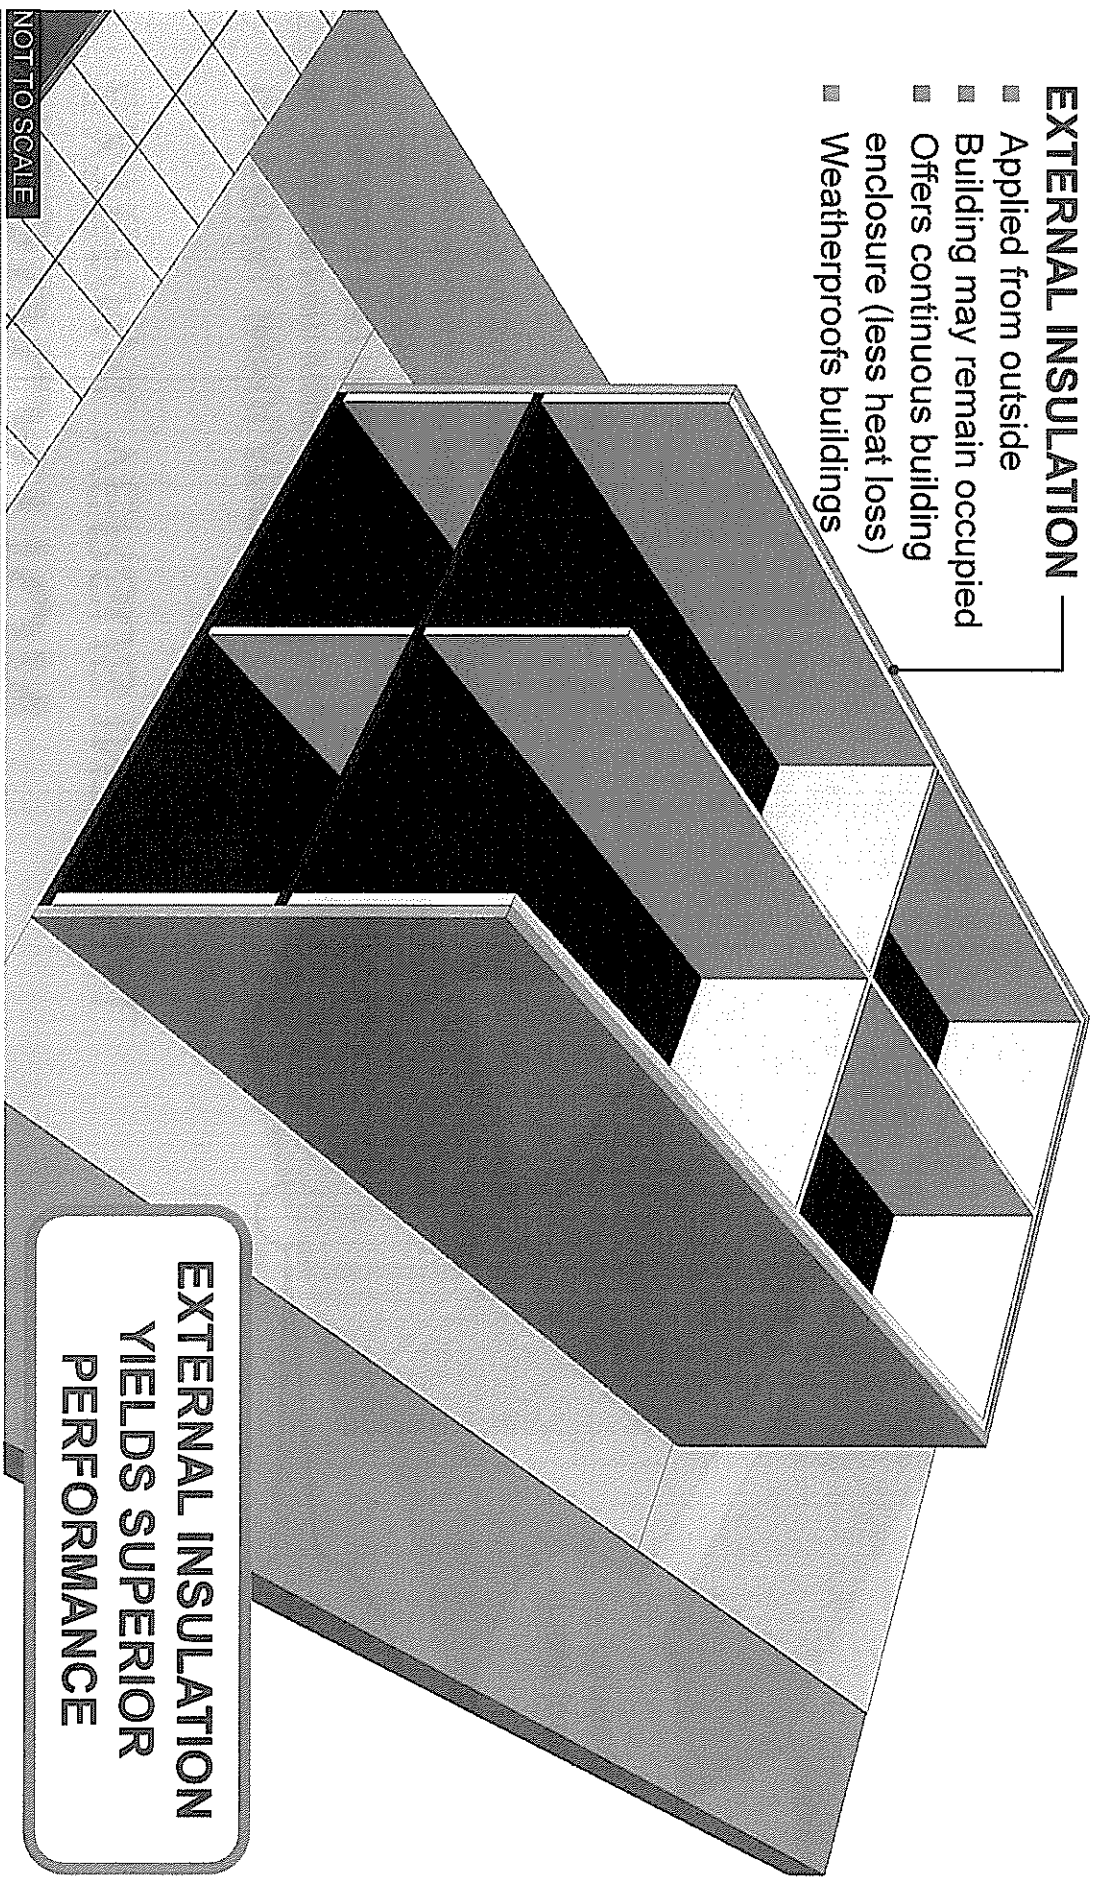 EXTERNAL INSULATION
Applied from outside
Building may remain occupied
Offers continuous building
enclosure (less heat loss)
Weatherproofs buildings
EXTERNAL INSULATION
YIELDS SUPERIOR
PERFORMANCE
NOT TO SCALE